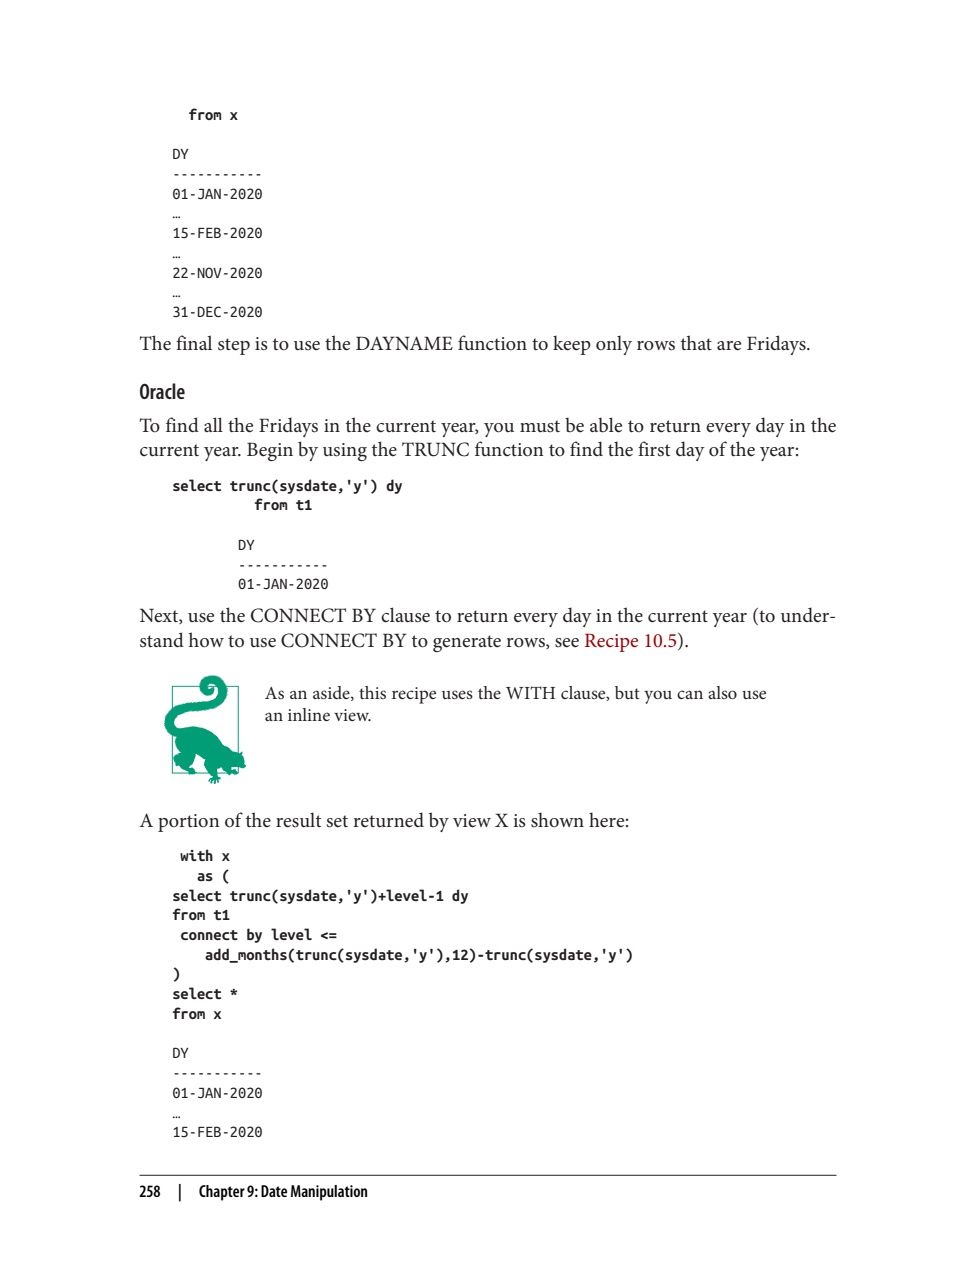 from x
DY
-----------
01-JAN-2020
…
15-FEB-2020
…
22-NOV-2020
…
31-DEC-2020
The final step is to use the DAYNAME function to keep only rows that are Fridays.
Oracle
To find all the Fridays in the current year, you must be able to return every day in the
current year. Begin by using the TRUNC function to find the first day of the year:
select trunc(sysdate,'y') dy
from t1
DY
-----------
01-JAN-2020
Next, use the CONNECT BY clause to return every day in the current year (to under-
stand how to use CONNECT BY to generate rows, see Recipe 10.5).
As an aside, this recipe uses the WITH clause, but you can also use
an inline view.
A portion of the result set returned by view X is shown here:
with x
as (
select trunc(sysdate,'y')+level-1 dy
from t1
connect by level <=
add_months(trunc(sysdate,'y'),12)-trunc(sysdate,'y')
)
select *
from x
DY
-----------
01-JAN-2020
…
15-FEB-2020
258 | Chapter 9: Date Manipulation